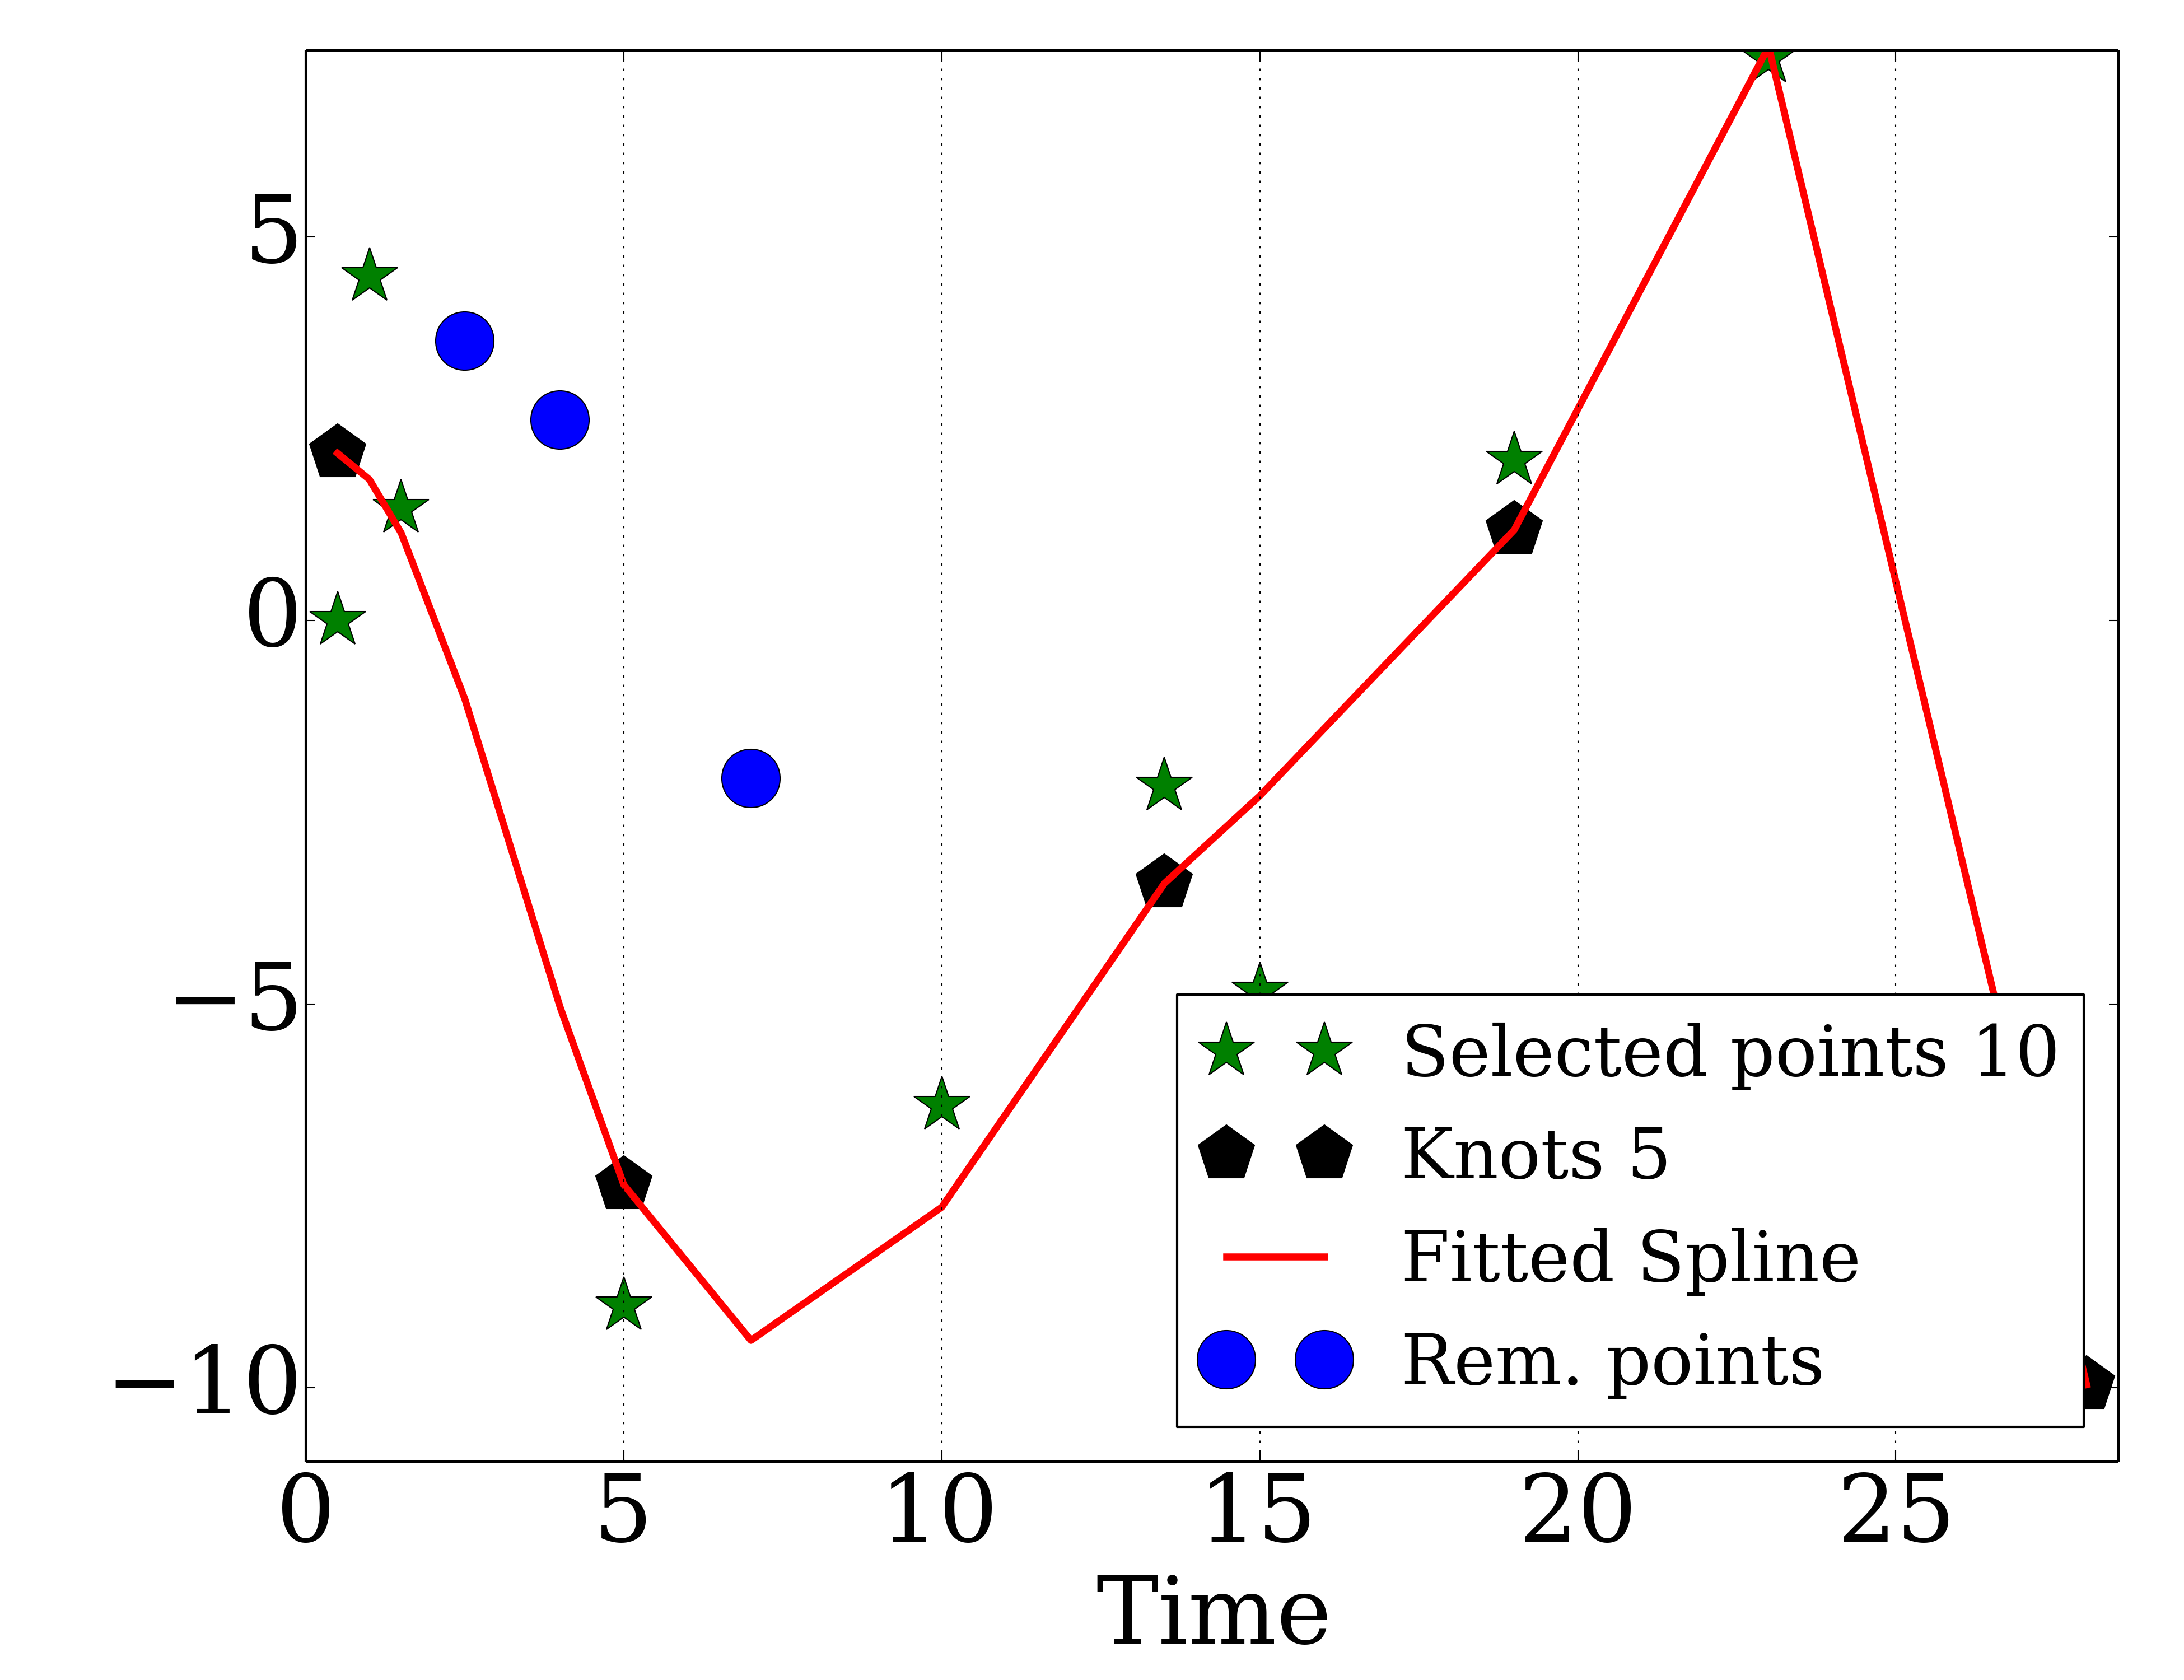 5
0
−5
−10
Selected points 10
Knots 5
Fitted Spline
Rem. points
0 5 10 15 20 25
Time